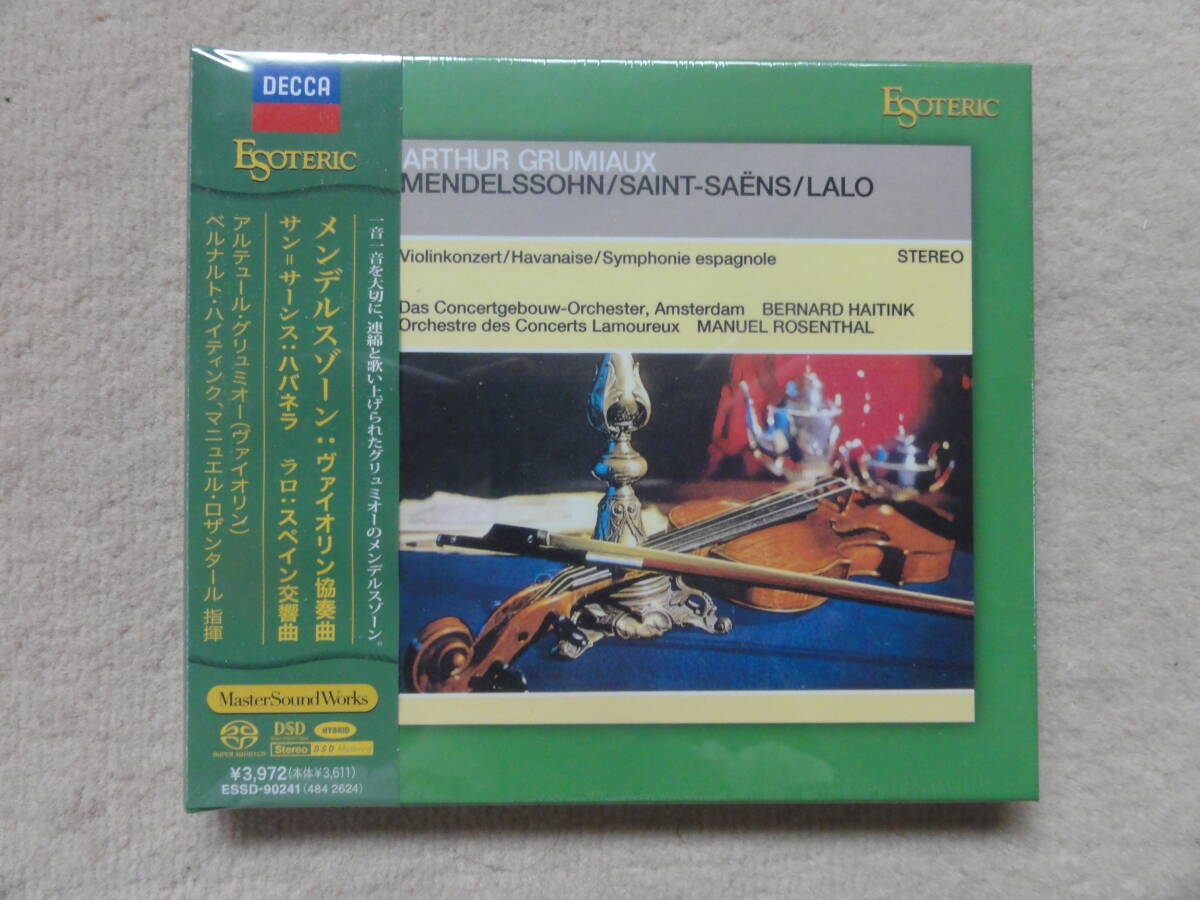 DECCA
ESOTERIC
一音一音を大切に、連綿と歌い上げられたグリュミオーのメンデルスゾーン。
メンデルスゾーン：ヴァイオリン協奏曲
サン＝サーンス：ハバネラ　ラロ：スペイン交響曲
アルテュール・グリュミオー（ヴァイオリン）
ベルナルト・ハイティンク、マニュエル・ロザンタール 指揮
MasterSoundWorks
SUPER AUDIO CD
DSD
HYBRID
Stereo
DSD Mastering
¥3,972(本体¥3,611)
ESSD-90241(484 2624)
ESOTERIC
ARTHUR GRUMIAUX
MENDELSSOHN/SAINT-SAËNS/LALO
Violinkonzert/Havanaise/Symphonie espagnole
STEREO
Das Concertgebouw-Orchester, Amsterdam BERNARD HAITINK
Orchestre des Concerts Lamoureux MANUEL ROSENTHAL